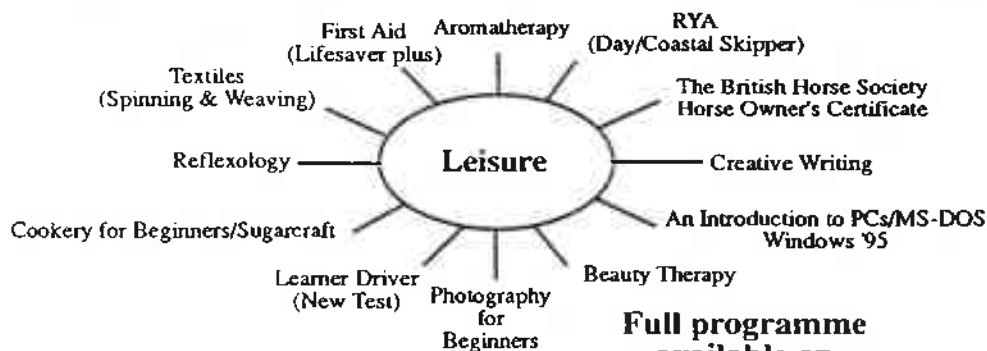 First Aid
(Lifesaver plus)
Aromatherapy
RYA
(Day/Coastal Skipper)
Textiles
(Spinning & Weaving)
The British Horse Society
Horse Owner's Certificate
Reflexology
Leisure
Creative Writing
Cookery for Beginners/Sugarcraft
An Introduction to PCs/MS-DOS
Windows '95
Learner Driver
(New Test)
Photography
for
Beginners
Beauty Therapy
Full programme
available on